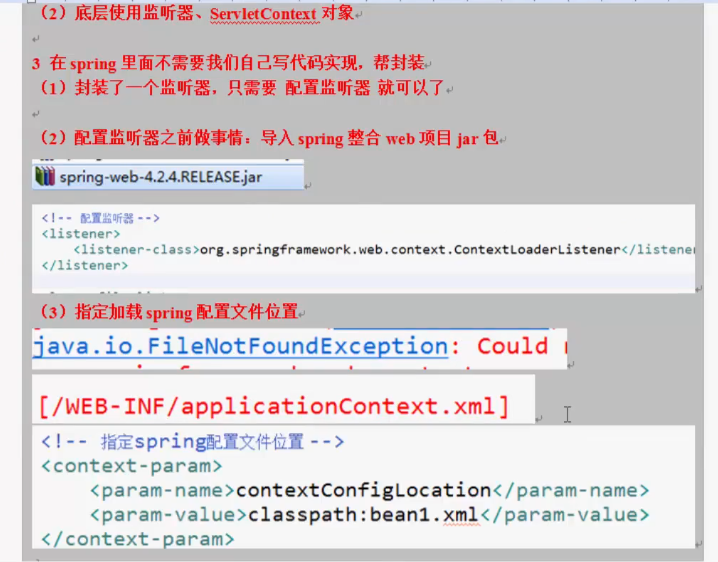 （2）底层使用监听器、ServletContext 对象
3 在 spring 里面不需要我们自己写代码实现，帮封装
（1）封装了一个监听器，只需要 配置监听器 就可以了
（2）配置监听器之前做事情：导入 spring 整合 web 项目 jar 包
spring-web-4.2.4.RELEASE.jar
<!-- 配置监听器 -->
<listener>
<listener-class>org.springframework.web.context.ContextLoaderListener</listener
</listener>
（3）指定加载 spring 配置文件位置
java.io.FileNotFoundException: Could
[/WEB-INF/applicationContext.xml]
<!-- 指定spring配置文件位置 -->
<context-param>
<param-name>contextConfigLocation</param-name>
<param-value>classpath:bean1.xml</param-value>
</context-param>